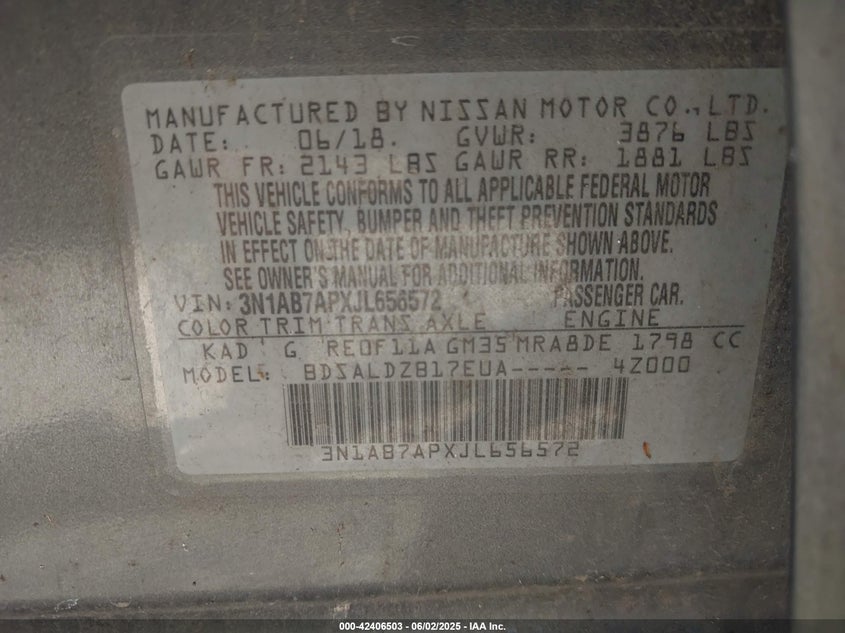 MANUFACTURED BY NISSAN MOTOR CO., LTD.
DATE: 06/18. GVWR: 3876 LBS
GAWR FR: 2143 LBS GAWR RR: 1881 LBS
THIS VEHICLE CONFORMS TO ALL APPLICABLE FEDERAL MOTOR
VEHICLE SAFETY, BUMPER AND THEFT PREVENTION STANDARDS
IN EFFECT ON THE DATE OF MANUFACTURE SHOWN ABOVE.
SEE OWNER'S MANUAL FOR ADDITIONAL INFORMATION.
VIN: 3N1AB7APXJL656572 PASSENGER CAR.
COLOR TRIM TRANS AXLE ENGINE
KAD G RE0F11A GM35 MRA8DE 1798 CC
MODEL: BDSALDZB17EUA----- 4Z000
3N1AB7APXJL656572
000-42406503 - 06/02/2025 - IAA Inc.